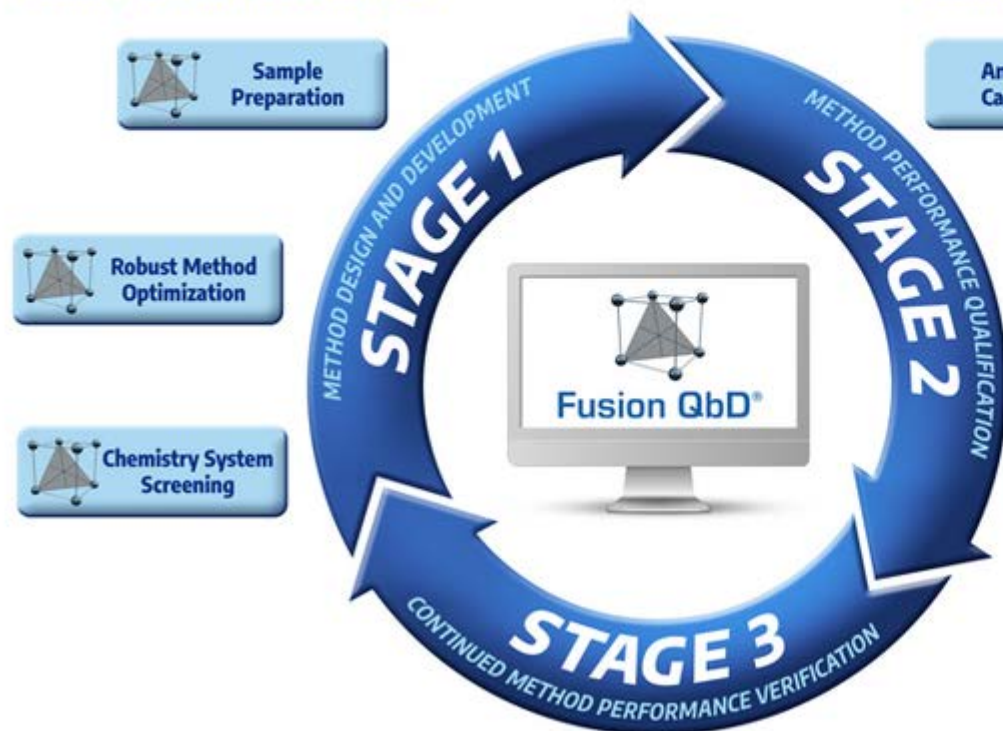 Sample
Preparation
Robust Method
Optimization
Chemistry System
Screening
METHOD DESIGN AND DEVELOPMENT
STAGE 1
METHOD PERFORMANCE QUALIFICATION
STAGE 2
Fusion QbD®
STAGE 3
CONTINUED METHOD PERFORMANCE VERIFICATION